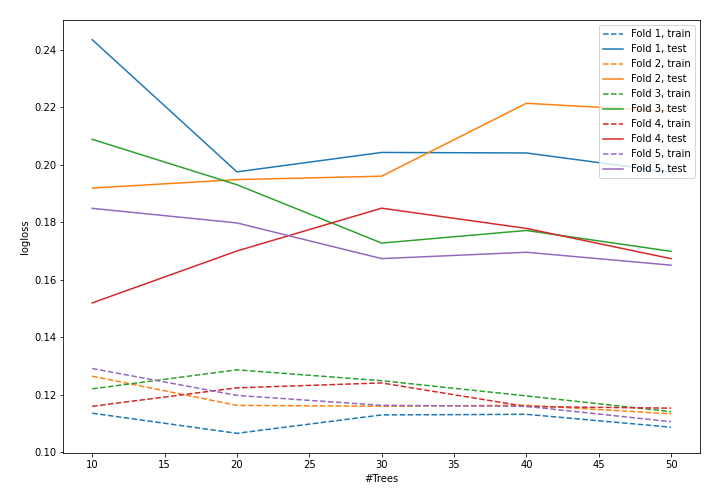 0.24
0.22
0.20
0.18
0.16
0.14
0.12
0.10
logloss
10
15
20
25
30
35
40
45
50
#Trees
Fold 1, train
Fold 1, test
Fold 2, train
Fold 2, test
Fold 3, train
Fold 3, test
Fold 4, train
Fold 4, test
Fold 5, train
Fold 5, test